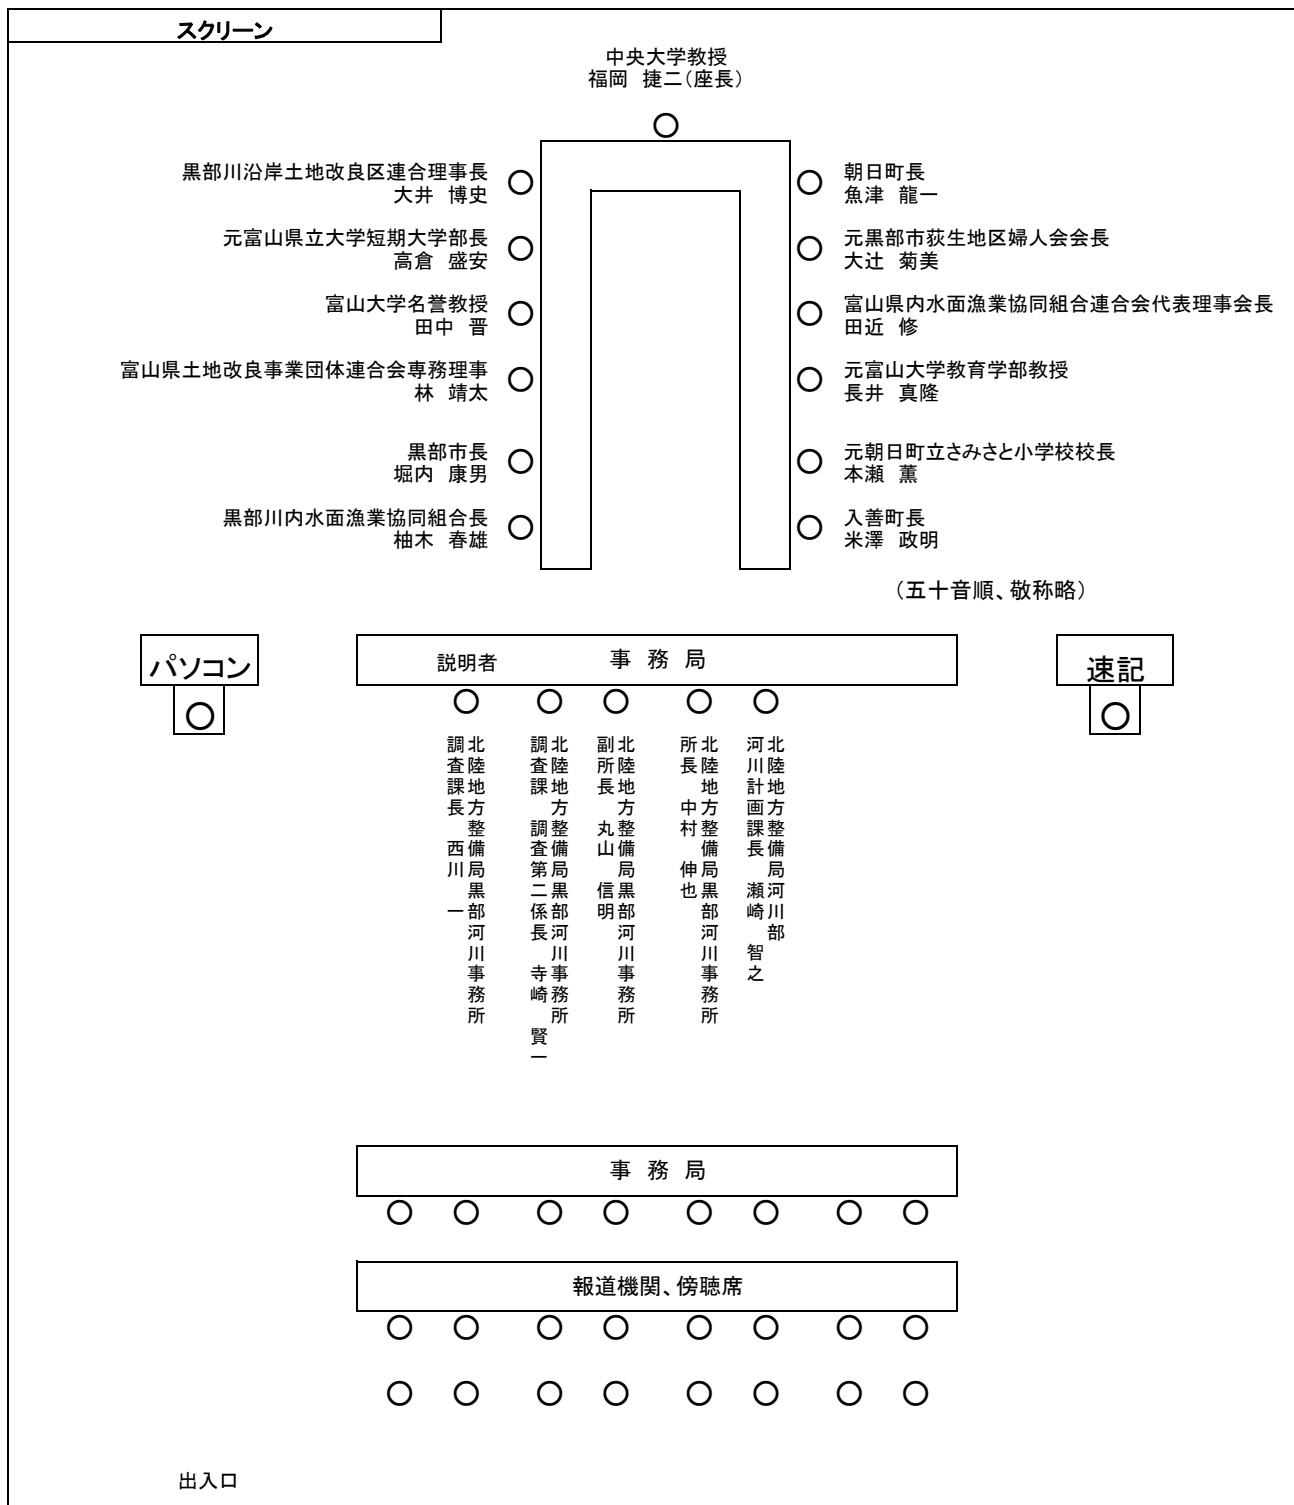 スクリーン
中央大学教授
福岡　捷二(座長)
黒部川沿岸土地改良区連合理事長
大井　博史
元富山県立大学短期大学部長
高倉　盛安
富山大学名誉教授
田中　晋
富山県土地改良事業団体連合会専務理事
林　靖太
黒部市長
堀内　康男
黒部川内水面漁業協同組合長
柚木　春雄
朝日町長
魚津　龍一
元黒部市荻生地区婦人会会長
大辻　菊美
富山県内水面漁業協同組合連合会代表理事会長
田近　修
元富山大学教育学部教授
長井　真隆
元朝日町立さみさと小学校校長
本瀬　薫
入善町長
米澤　政明
（五十音順、敬称略）
パソコン
説明者
事 務 局
速記
北陸地方整備局河川部
河川計画課長　瀬崎　智之
北陸地方整備局黒部河川事務所
所長　中村　伸也
北陸地方整備局黒部河川事務所
副所長　丸山　信明
北陸地方整備局黒部河川事務所
調査課　調査第二係長　寺崎　賢一
北陸地方整備局黒部河川事務所
調査課長　西川　一
事 務 局
報道機関、傍聴席
出入口